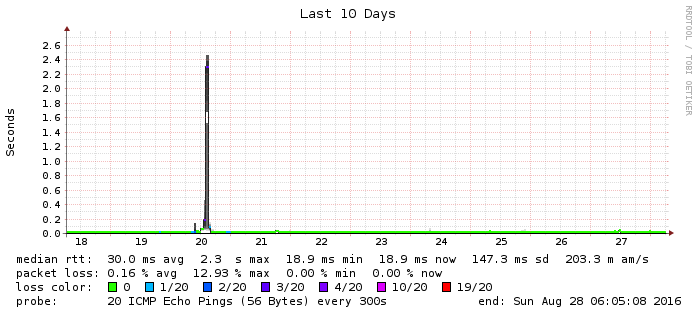 Last 10 Days
RRDTOOL / TOBI OETIKER
Seconds
2.6
2.4
2.2
2.0
1.8
1.6
1.4
1.2
1.0
0.8
0.6
0.4
0.2
0.0
18 19 20 21 22 23 24 25 26 27
median rtt: 30.0 ms avg 2.3 s max 18.9 ms min 18.9 ms now 147.3 ms sd 203.3 m am/s
packet loss: 0.16 % avg 12.93 % max 0.00 % min 0.00 % now
loss color: 0 1/20 2/20 3/20 4/20 10/20 19/20
probe: 20 ICMP Echo Pings (56 Bytes) every 300s end: Sun Aug 28 06:05:08 2016